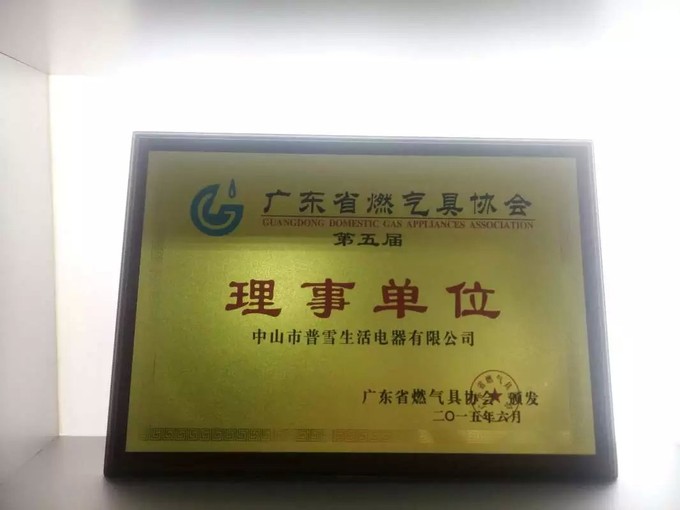 广东省燃气具协会
GUANGDONG DOMESTIC GAS APPLIANCES ASSOCIATION
第五届
理事单位
中山市普雪生活电器有限公司
广东省燃气具协会 颁发
二〇一五年六月